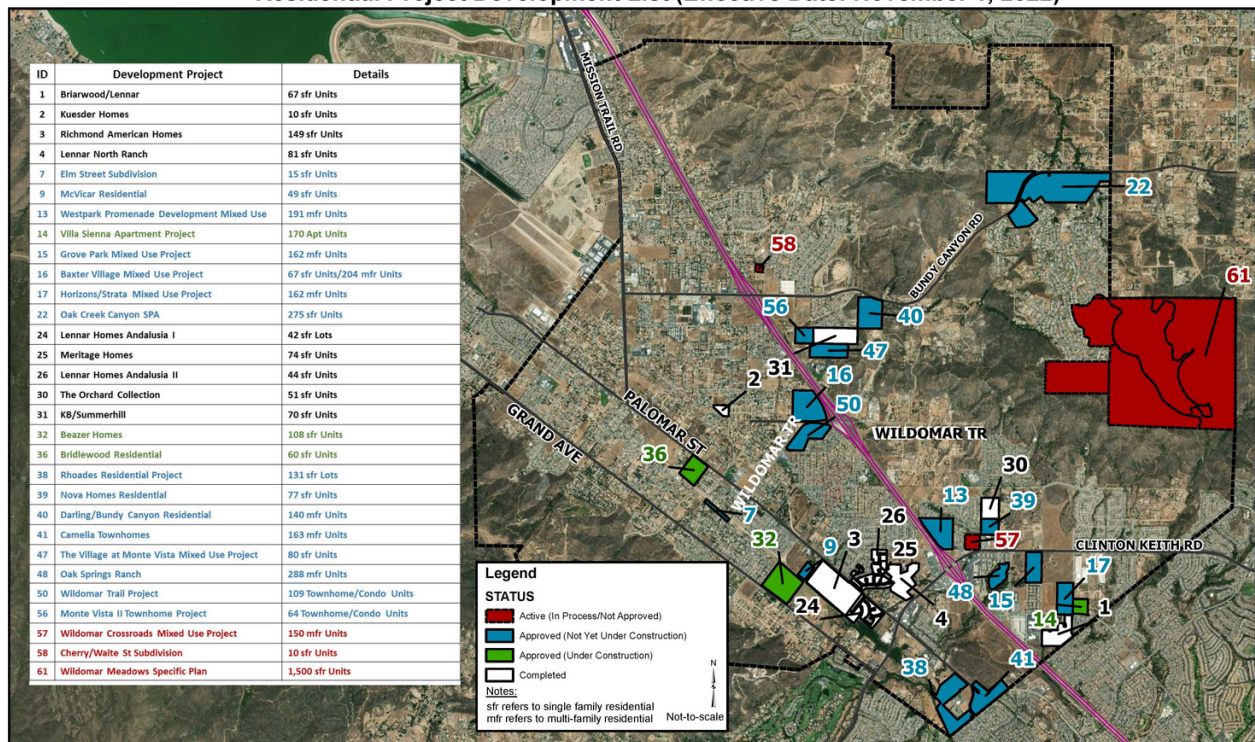 Residential Project Development List (Effective Date: November 1, 2022)
ID Development Project Details
1 Briarwood/Lennar 67 sfr Units
2 Kuesder Homes 10 sfr Units
3 Richmond American Homes 149 sfr Units
4 Lennar North Ranch 81 sfr Units
7 Elm Street Subdivision 15 sfr Units
9 McVicar Residential 49 sfr Units
13 Westpark Promenade Development Mixed Use 191 mfr Units
14 Villa Sienna Apartment Project 170 Apt Units
15 Grove Park Mixed Use Project 162 mfr Units
16 Baxter Village Mixed Use Project 67 sfr Units/204 mfr Units
17 Horizons/Strata Mixed Use Project 162 mfr Units
22 Oak Creek Canyon SPA 275 sfr Units
24 Lennar Homes Andalusia I 42 sfr Lots
25 Meritage Homes 74 sfr Units
26 Lennar Homes Andalusia II 44 sfr Units
30 The Orchard Collection 51 sfr Units
31 KB/Summerhill 70 sfr Units
32 Beazer Homes 108 sfr Units
36 Bridlewood Residential 60 sfr Units
38 Rhoades Residential Project 131 sfr Lots
39 Nova Homes Residential 77 sfr Units
40 Darling/Bundy Canyon Residential 140 mfr Units
41 Camelia Townhomes 163 mfr Units
47 The Village at Monte Vista Mixed Use Project 80 sfr Units
48 Oak Springs Ranch 288 mfr Units
50 Wildomar Trail Project 109 Townhome/Condo Units
56 Monte Vista II Townhome Project 64 Townhome/Condo Units
57 Wildomar Crossroads Mixed Use Project 150 mfr Units
58 Cherry/Waite St Subdivision 10 sfr Units
61 Wildomar Meadows Specific Plan 1,500 sfr Units
MISSION TRAIL RD
22
58
BUNDY CANYON RD
61
56
40
47
31
16
2
50
PALOMAR ST
GRAND AVE
WILDOMAR TR
WILDOMAR TR
36
30
7
13
39
26
57
CLINTON KEITH RD
32
9
3
25
17
48
15
24
4
14
1
41
38
Legend
STATUS
Active (In Process/Not Approved)
Approved (Not Yet Under Construction)
Approved (Under Construction)
Completed
Notes:
sfr refers to single family residential
mfr refers to multi-family residential
N
Not-to-scale